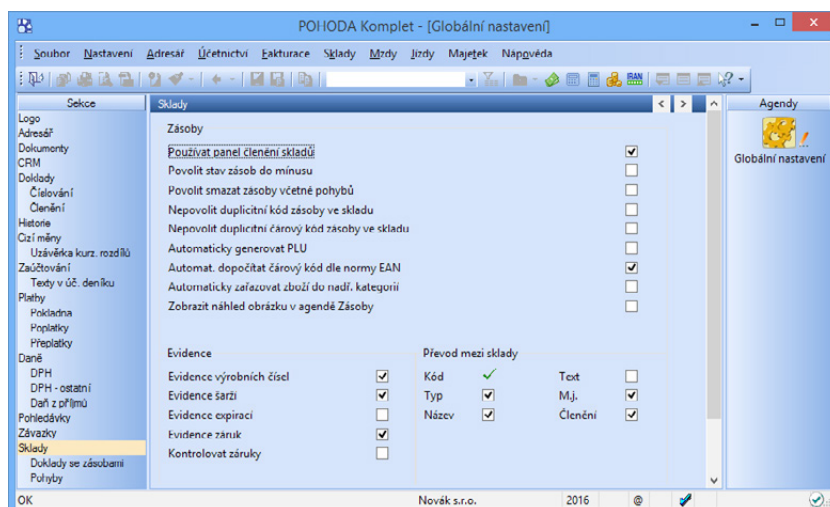 POHODA Komplet - [Globální nastavení]
Soubor Nastavení Adresář Účetnictví Fakturace Sklady Mzdy Jízdy Majetek Nápověda
Sekce
Logo
Adresář
Dokumenty
CRM
Doklady
Číslování
Členění
Historie
Cizí měny
Uzávěrka kurz. rozdílů
Zaúčtování
Texty v úč. deníku
Platby
Pokladna
Poplatky
Přeplatky
Daně
DPH
DPH - ostatní
Daň z příjmů
Pohledávky
Závazky
Sklady
Doklady se zásobami
Pohyby
Sklady
Zásoby
Používat panel členění skladů
Povolit stav zásob do mínusu
Povolit smazat zásoby včetně pohybů
Nepovolit duplicitní kód zásoby ve skladu
Nepovolit duplicitní čárový kód zásoby ve skladu
Automaticky generovat PLU
Automat. dopočítat čárový kód dle normy EAN
Automaticky zařazovat zboží do nadř. kategorií
Zobrazit náhled obrázku v agendě Zásoby
Evidence
Evidence výrobních čísel
Evidence šarží
Evidence expirací
Evidence záruk
Kontrolovat záruky
Převod mezi sklady
Kód Text
Typ M.j.
Název Členění
Agendy
Globální nastavení
OK Novák s.r.o. 2016 @